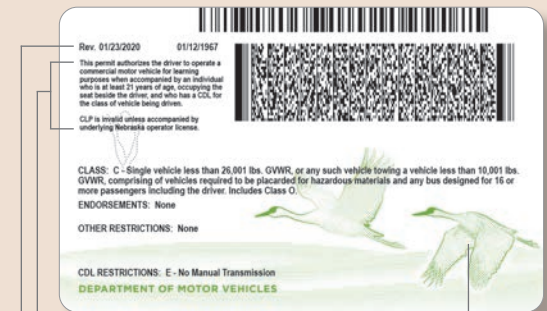 Rev. 01/23/2020 01/12/1967
This permit authorizes the driver to operate a
commercial motor vehicle for learning
purposes when accompanied by an individual
who is at least 21 years of age, occupying the
seat beside the driver, and who has a CDL for
the class of vehicle being driven.
CLP is invalid unless accompanied by
underlying Nebraska operator license.
CLASS: C - Single vehicle less than 26,001 lbs. GVWR, or any such vehicle towing a vehicle less than 10,001 lbs.
GVWR, comprising of vehicles required to be placarded for hazardous materials and any bus designed for 16 or
more passengers including the driver. Includes Class O.
ENDORSEMENTS: None
OTHER RESTRICTIONS: None
CDL RESTRICTIONS: E - No Manual Transmission
DEPARTMENT OF MOTOR VEHICLES